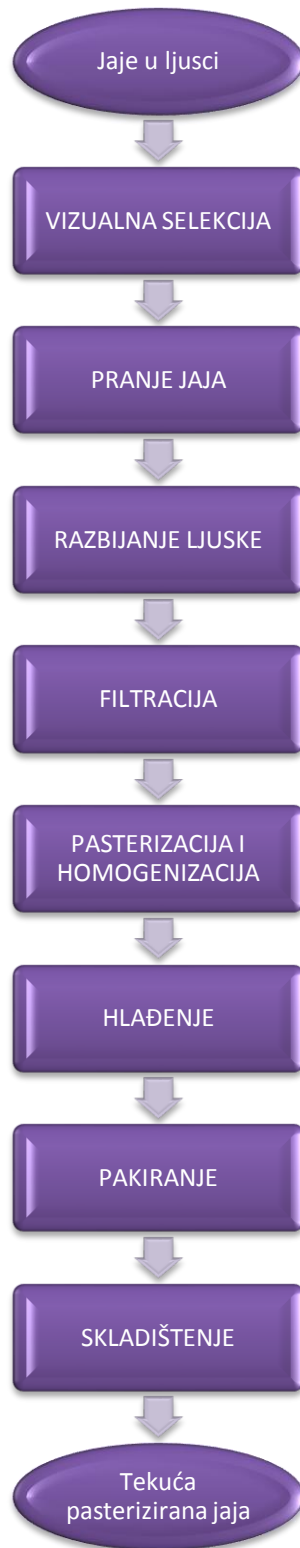 Jaje u ljusci
VIZUALNA SELEKCIJA
PRANJE JAJA
RAZBIJANJE LJUSKE
FILTRACIJA
PASTERIZACIJA I
HOMOGENIZACIJA
HLAĐENJE
PAKIRANJE
SKLADIŠTENJE
Tekuća
pasterizirana jaja